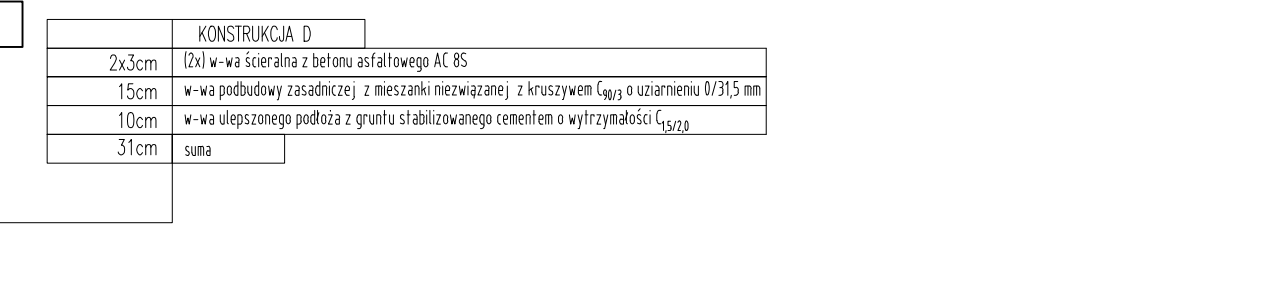 KONSTRUKCJA D
2x3cm (2x) w-wa ścieralna z betonu asfaltowego AC 8S
15cm w-wa podbudowy zasadniczej z mieszanki niezwiązanej z kruszywem C90/3 o uziarnieniu 0/31,5 mm
10cm w-wa ulepszonego podłoża z gruntu stabilizowanego cementem o wytrzymałości C1,5/2,0
31cm suma